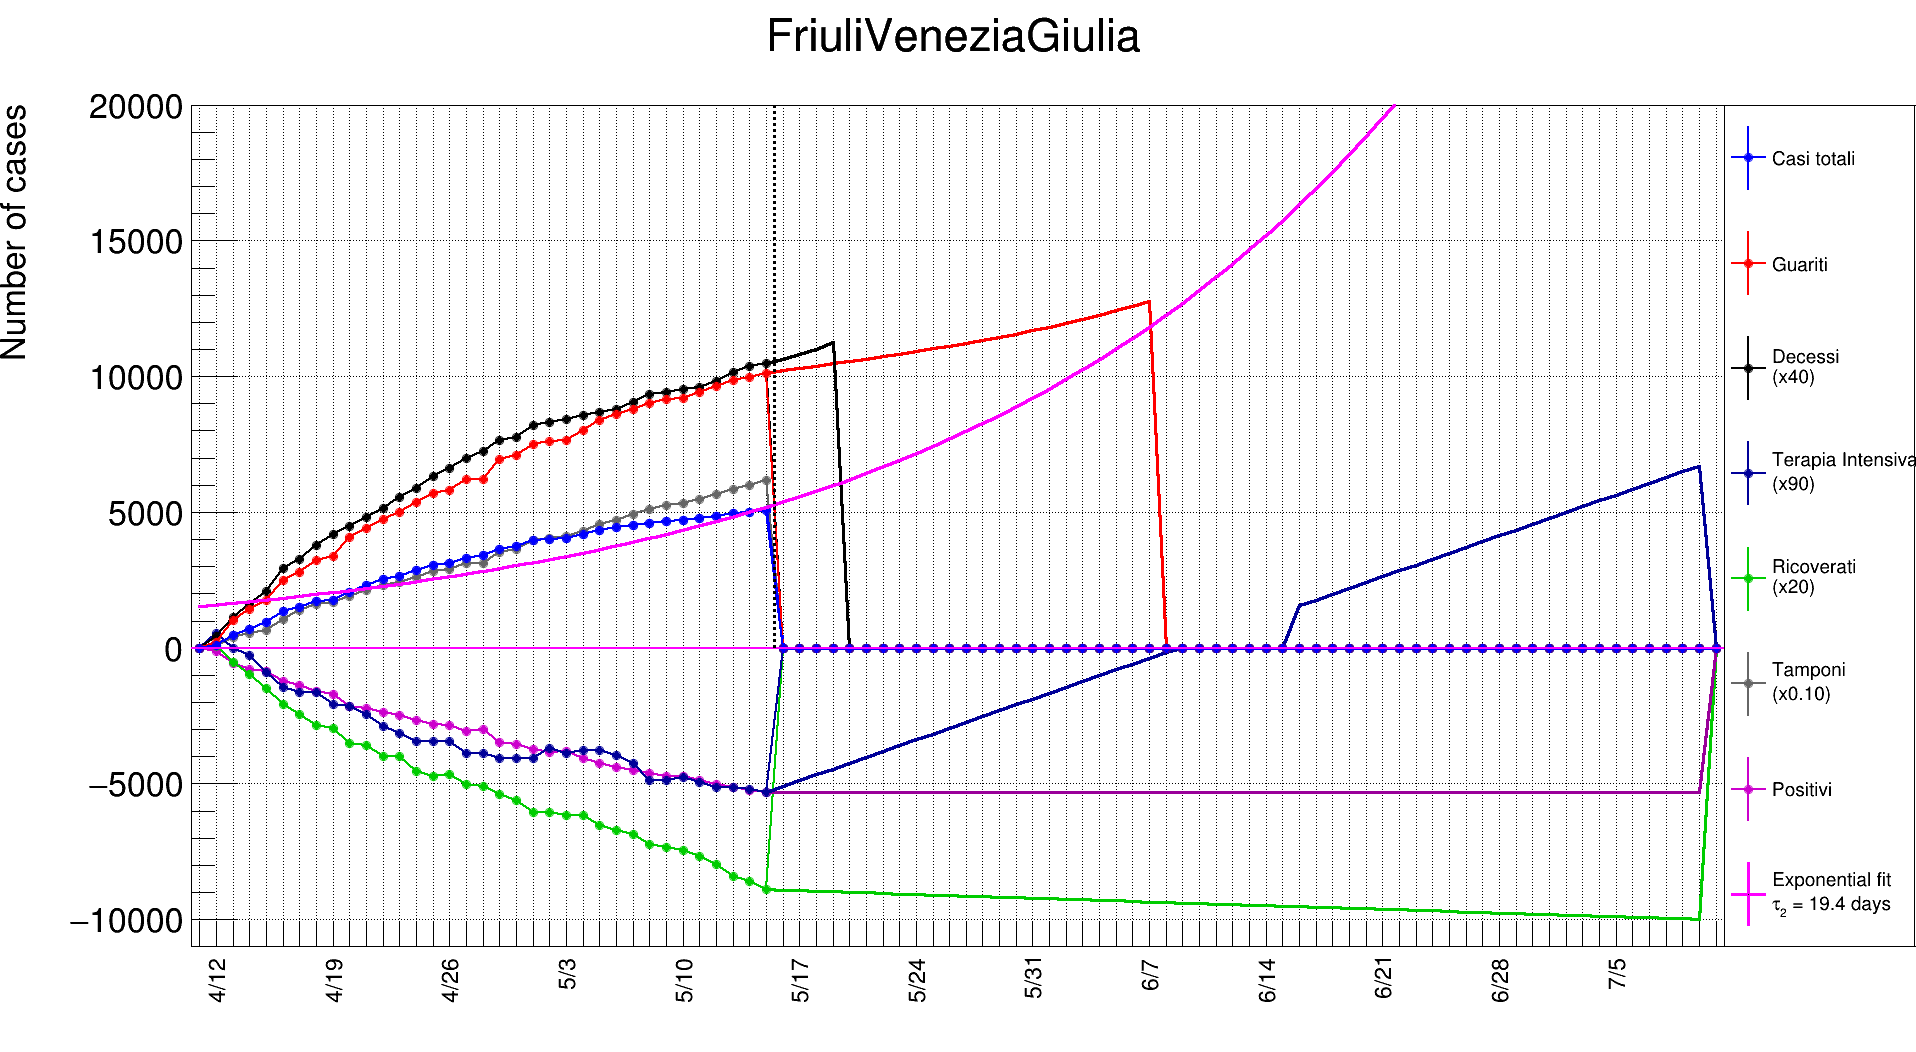 FriuliVeneziaGiulia
Number of cases
20000
15000
10000
5000
0
−5000
−10000
4/12
4/19
4/26
5/3
5/10
5/17
5/24
5/31
6/7
6/14
6/21
6/28
7/5
Casi totali
Guariti
Decessi
(x40)
Terapia Intensiva
(x90)
Ricoverati
(x20)
Tamponi
(x0.10)
Positivi
Exponential fit
τ2 = 19.4 days